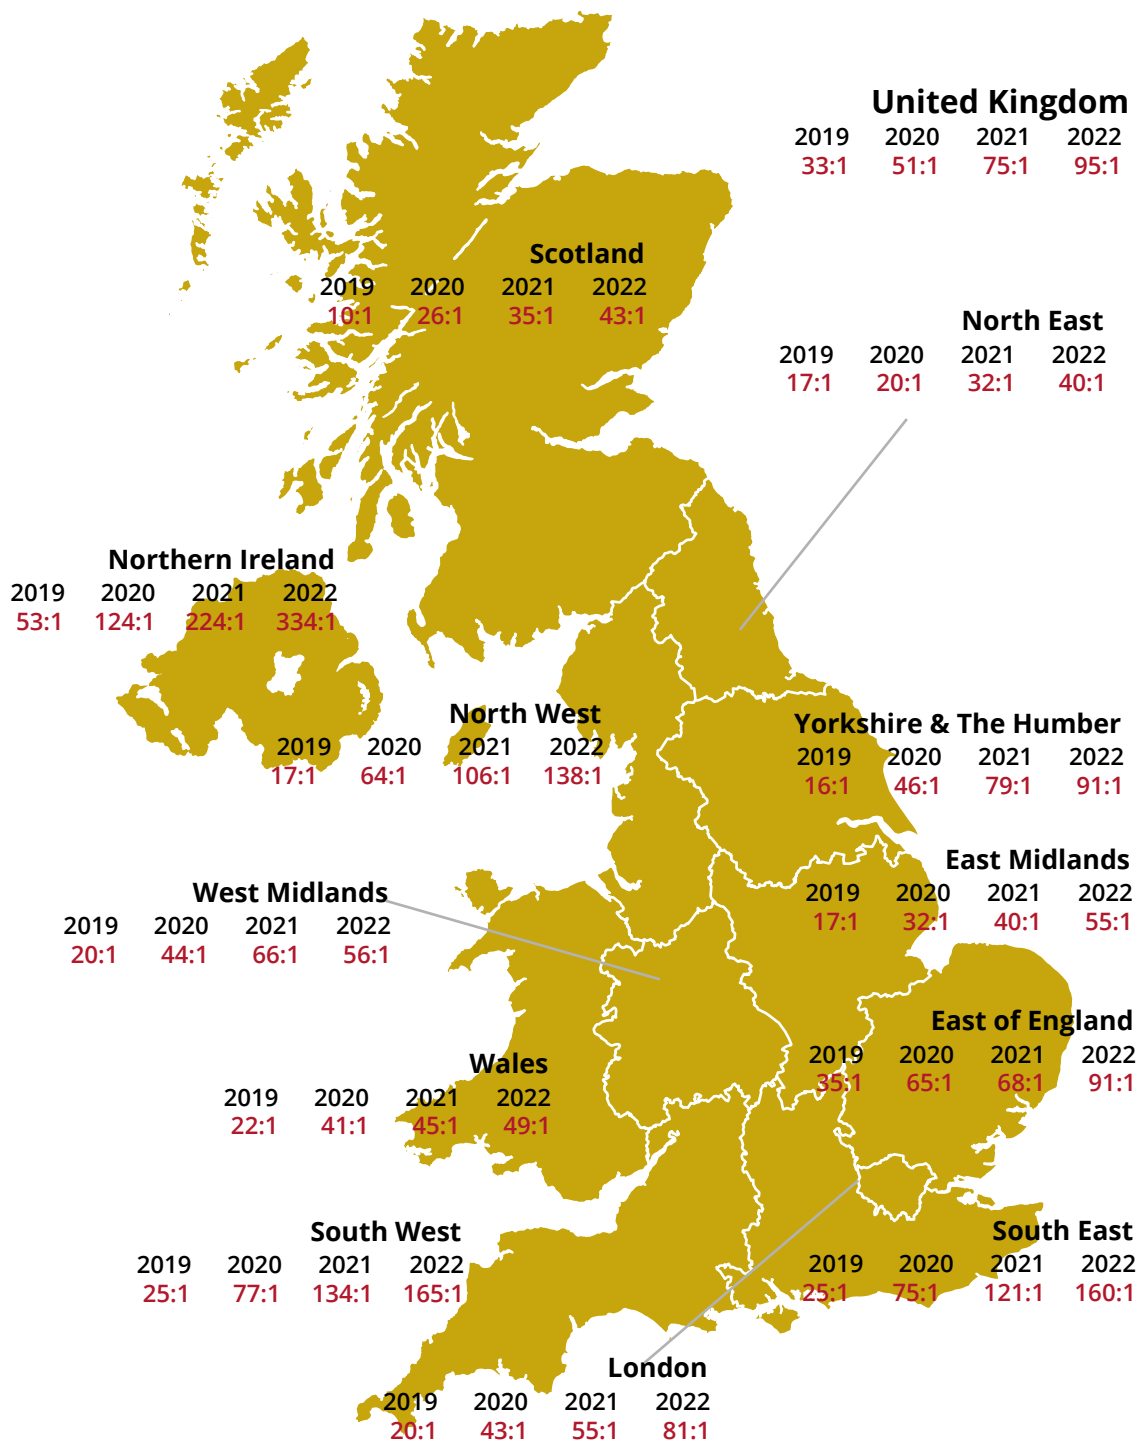 United Kingdom
2019 2020 2021 2022
33:1 51:1 75:1 95:1
Scotland
2019 2020 2021 2022
10:1 26:1 35:1 43:1
North East
2019 2020 2021 2022
17:1 20:1 32:1 40:1
Northern Ireland
2019 2020 2021 2022
53:1 124:1 224:1 334:1
North West
2019 2020 2021 2022
17:1 64:1 106:1 138:1
Yorkshire & The Humber
2019 2020 2021 2022
16:1 46:1 79:1 91:1
East Midlands
2019 2020 2021 2022
17:1 32:1 40:1 55:1
West Midlands
2019 2020 2021 2022
20:1 44:1 66:1 56:1
East of England
2019 2020 2021 2022
35:1 65:1 68:1 91:1
Wales
2019 2020 2021 2022
22:1 41:1 45:1 49:1
South West
2019 2020 2021 2022
25:1 77:1 134:1 165:1
South East
2019 2020 2021 2022
25:1 75:1 121:1 160:1
London
2019 2020 2021 2022
20:1 43:1 55:1 81:1